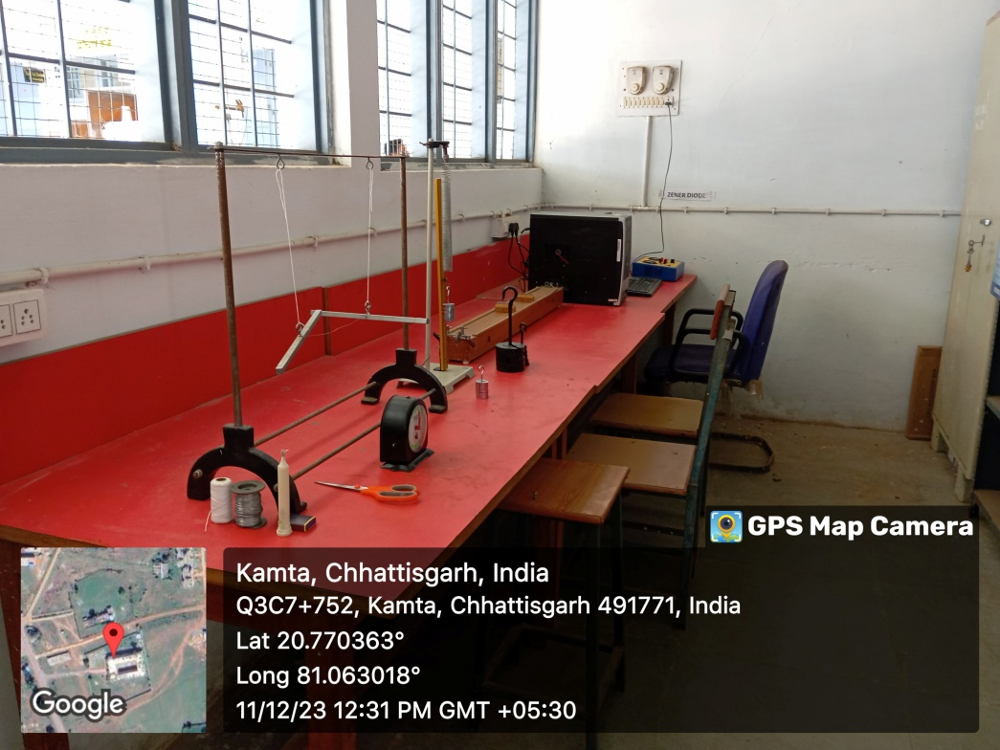 ZENER DIODE
GPS Map Camera
Kamta, Chhattisgarh, India
Q3C7+752, Kamta, Chhattisgarh 491771, India
Lat 20.770363°
Long 81.063018°
11/12/23 12:31 PM GMT +05:30
Google